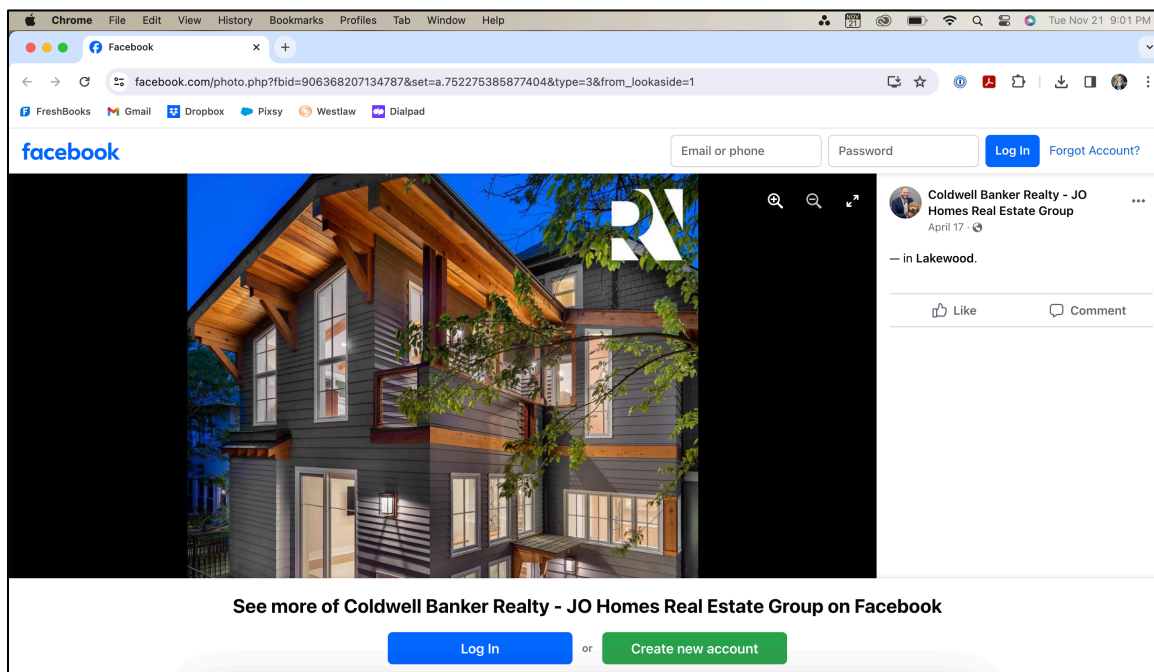 Chrome File Edit View History Bookmarks Profiles Tab Window Help NOV 21 Tue Nov 21 9:01 PM
Facebook
facebook.com/photo.php?fbid=906368207134787&set=a.752275385877404&type=3&from_lookaside=1
FreshBooks Gmail Dropbox Pixsy Westlaw Dialpad
facebook Email or phone Password Log In Forgot Account?
Coldwell Banker Realty - JO
Homes Real Estate Group
April 17 ·
— in Lakewood.
Like Comment
See more of Coldwell Banker Realty - JO Homes Real Estate Group on Facebook
Log In or Create new account